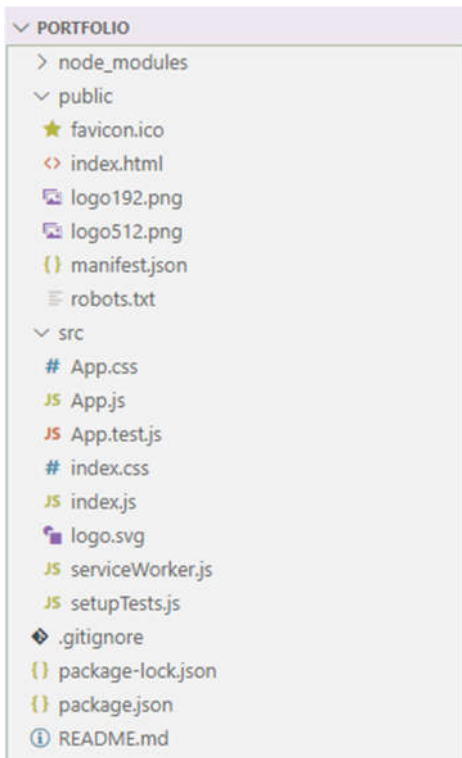 PORTFOLIO
node_modules
public
favicon.ico
index.html
logo192.png
logo512.png
manifest.json
robots.txt
src
App.css
App.js
App.test.js
index.css
index.js
logo.svg
serviceWorker.js
setupTests.js
.gitignore
package-lock.json
package.json
README.md